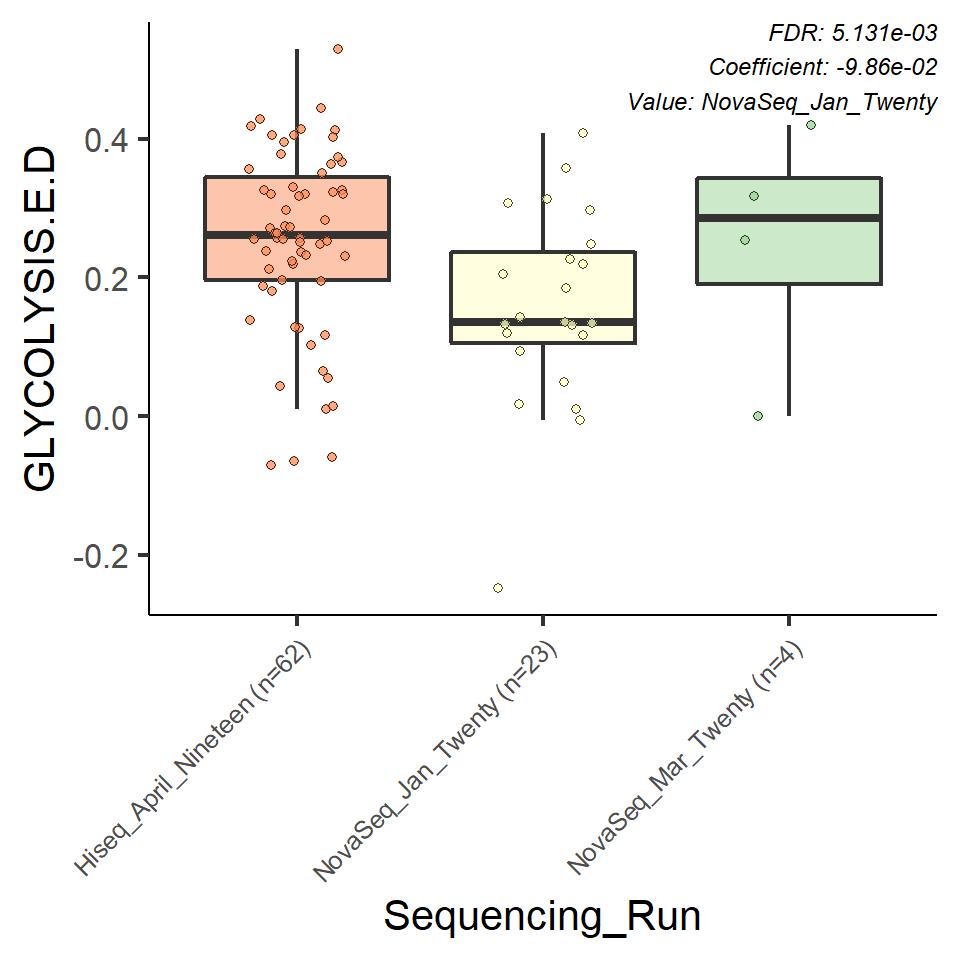 FDR: 5.131e-03
Coefficient: -9.86e-02
Value: NovaSeq_Jan_Twenty
GLYCOLYSIS.E.D
0.4
0.2
0.0
-0.2
Hiseq_April_Nineteen (n=62)
NovaSeq_Jan_Twenty (n=23)
NovaSeq_Mar_Twenty (n=4)
Sequencing_Run